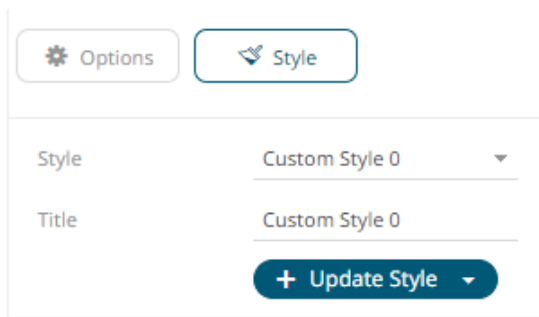 Options Style
Style Custom Style 0
Title Custom Style 0
+ Update Style